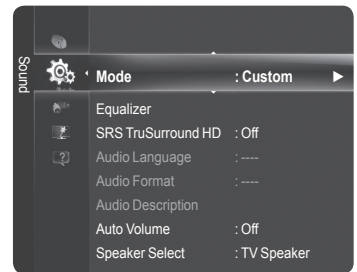 Sound
Mode : Custom ►
Equalizer
SRS TruSurround HD : Off
Audio Language : ----
Audio Format : ----
Audio Description
Auto Volume : Off
Speaker Select : TV Speaker